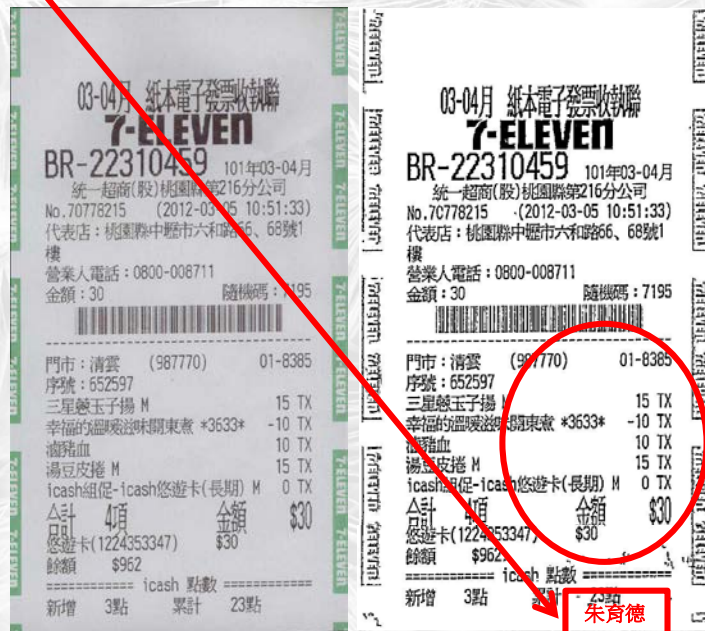 03-04月 紙本電子發票收執聯
7-ELEVEN
BR-22310459 101年03-04月
統一超商(股)桃園縣第216分公司
No.70778215 (2012-03-05 10:51:33)
代表店：桃園縣中壢市六和路66、68號1
樓
營業人電話：0800-008711
金額：30 隨機碼：7195
門市：清雲 (987770) 01-8385
序號：652597
三星蔥玉子揚 M 15 TX
幸福的溫暖滋味關東煮 *3633* -10 TX
滷豬血 10 TX
湯豆皮捲 M 15 TX
icash組促-icash悠遊卡(長期) M 0 TX
合計 4項 金額 $30
悠遊卡(1224353347) $30
餘額 $962
============ icash 點數 ============
新增 3點 累計 23點
03-04月 紙本電子發票收執聯
7-ELEVEN
BR-22310459 101年03-04月
統一超商(股)桃園縣第216分公司
No.70778215 (2012-03-05 10:51:33)
代表店：桃園縣中壢市六和路66、68號1
樓
營業人電話：0800-008711
金額：30 隨機碼：7195
門市：清雲 (987770) 01-8385
序號：652597
三星蔥玉子揚 M 15 TX
幸福的溫暖滋味關東煮 *3633* -10 TX
滷豬血 10 TX
湯豆皮捲 M 15 TX
icash組促-icash悠遊卡(長期) M 0 TX
合計 4項 金額 $30
悠遊卡(1224353347) $30
餘額 $962
============ icash 點數 ============
新增 3點 累計 23點
朱育德